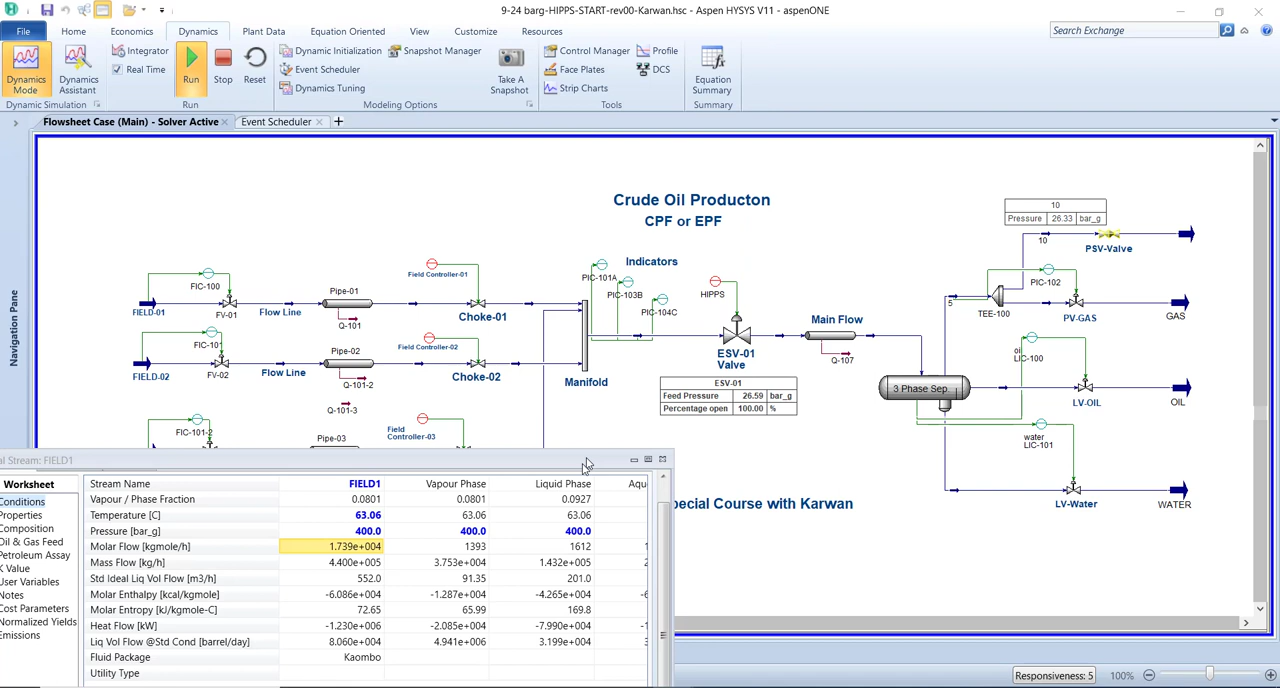 9-24 barg-HIPPS-START-rev00-Karwan.hsc - Aspen HYSYS V11 - aspenONE
File Home Economics Dynamics Plant Data Equation Oriented View Customize Resources
Search Exchange
Dynamics Mode
Dynamics Assistant
Integrator
Real Time
Run
Stop
Reset
Dynamic Initialization
Event Scheduler
Dynamics Tuning
Snapshot Manager
Take A Snapshot
Control Manager
Face Plates
Strip Charts
Profile
DCS
Equation Summary
Dynamic Simulation Run Modeling Options Tools Summary
Flowsheet Case (Main) - Solver Active Event Scheduler
Navigation Pane
Crude Oil Producton
CPF or EPF
10
Pressure 26.33 bar_g
10
PSV-Valve
Indicators
PIC-101A
PIC-103B
PIC-104C
HIPPS
Field Controller-01
FIC-100
FIELD-01
FV-01
Flow Line
Pipe-01
Q-101
Choke-01
PIC-102
5
TEE-100
PV-GAS
GAS
Main Flow
Q-107
ESV-01
Valve
FIC-101
Field Controller-02
FIELD-02
FV-02
Flow Line
Pipe-02
Q-101-2
Choke-02
Manifold
ESV-01
Feed Pressure 26.59 bar_g
Percentage open 100.00 %
3 Phase Sep.
oil
LIC-100
LV-OIL
OIL
Q-101-3
FIC-101-2
Pipe-03
Field
Controller-03
water
LIC-101
LV-Water
WATER
pecial Course with Karwan
al Stream: FIELD1
Worksheet
Conditions
Properties
Composition
Oil & Gas Feed
Petroleum Assay
K Value
User Variables
Notes
Cost Parameters
Normalized Yields
Emissions
Stream Name FIELD1 Vapour Phase Liquid Phase Aqu
Vapour / Phase Fraction 0.0801 0.0801 0.0927
Temperature [C] 63.06 63.06 63.06
Pressure [bar_g] 400.0 400.0 400.0
Molar Flow [kgmole/h] 1.739e+004 1393 1612 1
Mass Flow [kg/h] 4.400e+005 3.753e+004 1.432e+005 2
Std Ideal Liq Vol Flow [m3/h] 552.0 91.35 201.0
Molar Enthalpy [kcal/kgmole] -6.086e+004 -1.287e+004 -4.265e+004 -6
Molar Entropy [kJ/kgmole-C] 72.65 65.99 169.8
Heat Flow [kW] -1.230e+006 -2.085e+004 -7.990e+004 -1
Liq Vol Flow @Std Cond [barrel/day] 8.060e+004 4.941e+006 3.199e+004 4
Fluid Package Kaombo
Utility Type
Responsiveness: 5 100%